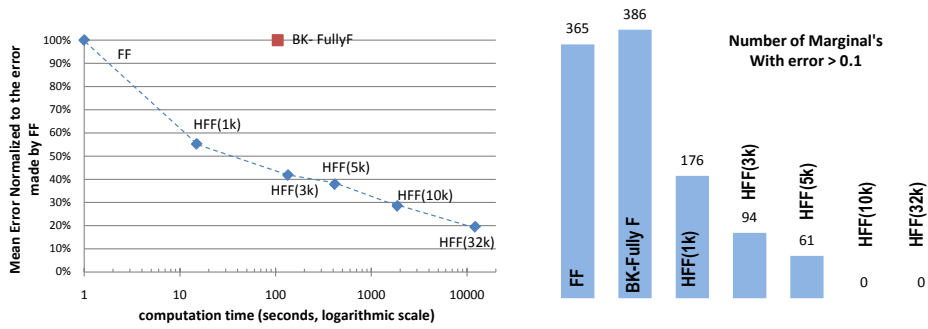 BK- FullyF
100%
90%
80%
70%
60%
50%
40%
30%
20%
10%
0%
Mean Error Normalized to the error
made by FF
FF
HFF(1k)
HFF(3k)
HFF(5k)
HFF(10k)
HFF(32k)
1
10
100
1000
10000
computation time (seconds, logarithmic scale)
Number of Marginal's
With error > 0.1
365
386
176
94
61
0
0
FF
BK-Fully F
HFF(1k)
HFF(3k)
HFF(5k)
HFF(10k)
HFF(32k)